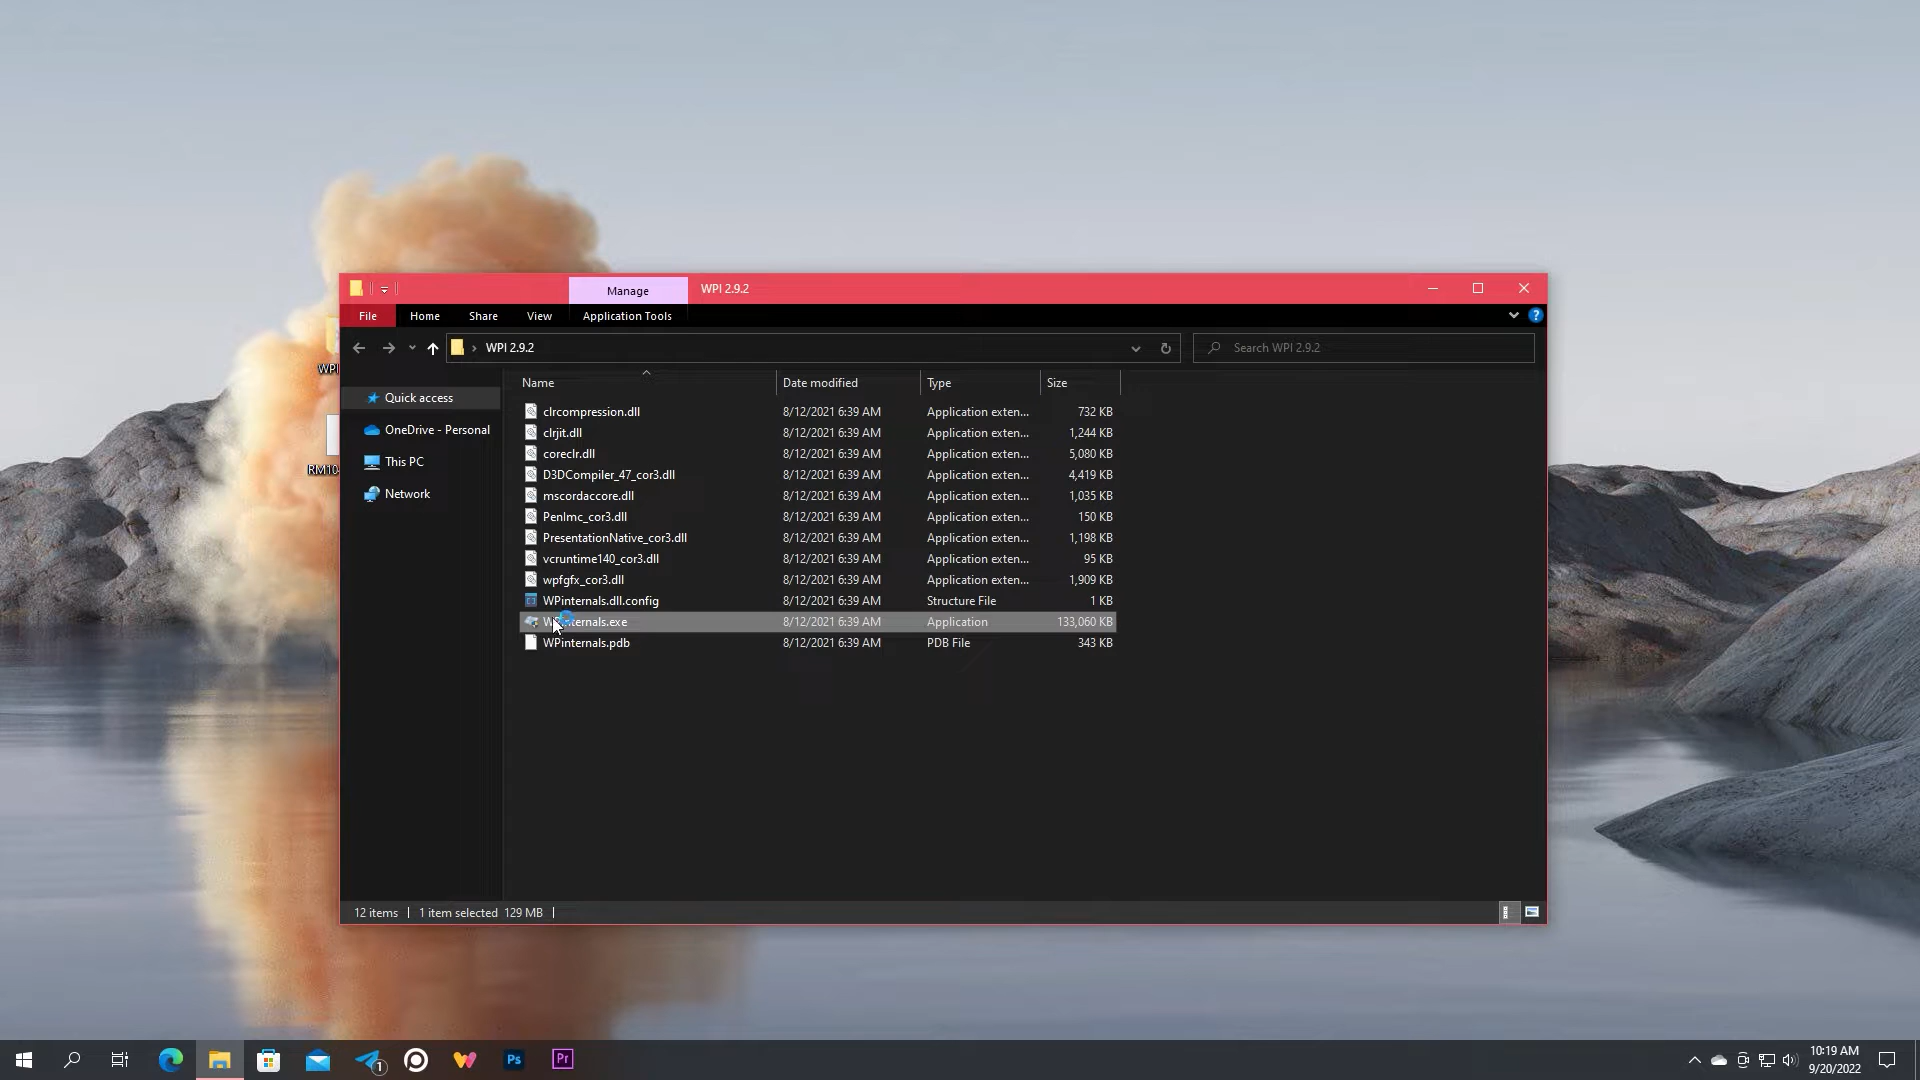 Manage
WPI 2.9.2
File Home Share View Application Tools
WPI 2.9.2
Search WPI 2.9.2
WPI
RM10
Quick access
OneDrive - Personal
This PC
Network
Name Date modified Type Size
clrcompression.dll 8/12/2021 6:39 AM Application exten... 732 KB
clrjit.dll 8/12/2021 6:39 AM Application exten... 1,244 KB
coreclr.dll 8/12/2021 6:39 AM Application exten... 5,080 KB
D3DCompiler_47_cor3.dll 8/12/2021 6:39 AM Application exten... 4,419 KB
mscordaccore.dll 8/12/2021 6:39 AM Application exten... 1,035 KB
PenImc_cor3.dll 8/12/2021 6:39 AM Application exten... 150 KB
PresentationNative_cor3.dll 8/12/2021 6:39 AM Application exten... 1,198 KB
vcruntime140_cor3.dll 8/12/2021 6:39 AM Application exten... 95 KB
wpfgfx_cor3.dll 8/12/2021 6:39 AM Application exten... 1,909 KB
WPinternals.dll.config 8/12/2021 6:39 AM Structure File 1 KB
WPinternals.exe 8/12/2021 6:39 AM Application 133,060 KB
WPinternals.pdb 8/12/2021 6:39 AM PDB File 343 KB
12 items 1 item selected 129 MB
1
Ps
Pr
10:19 AM
9/20/2022